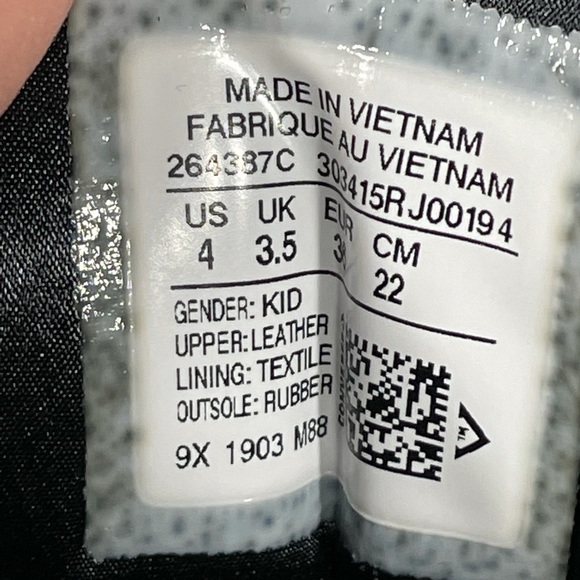 MADE IN VIETNAM
FABRIQUE AU VIETNAM
264387C 303415RJ00194
US UK EUR CM
4 3.5 22
GENDER: KID
UPPER:LEATHER
LINING: TEXTILE
OUTSOLE: RUBBER
9X 1903 M88